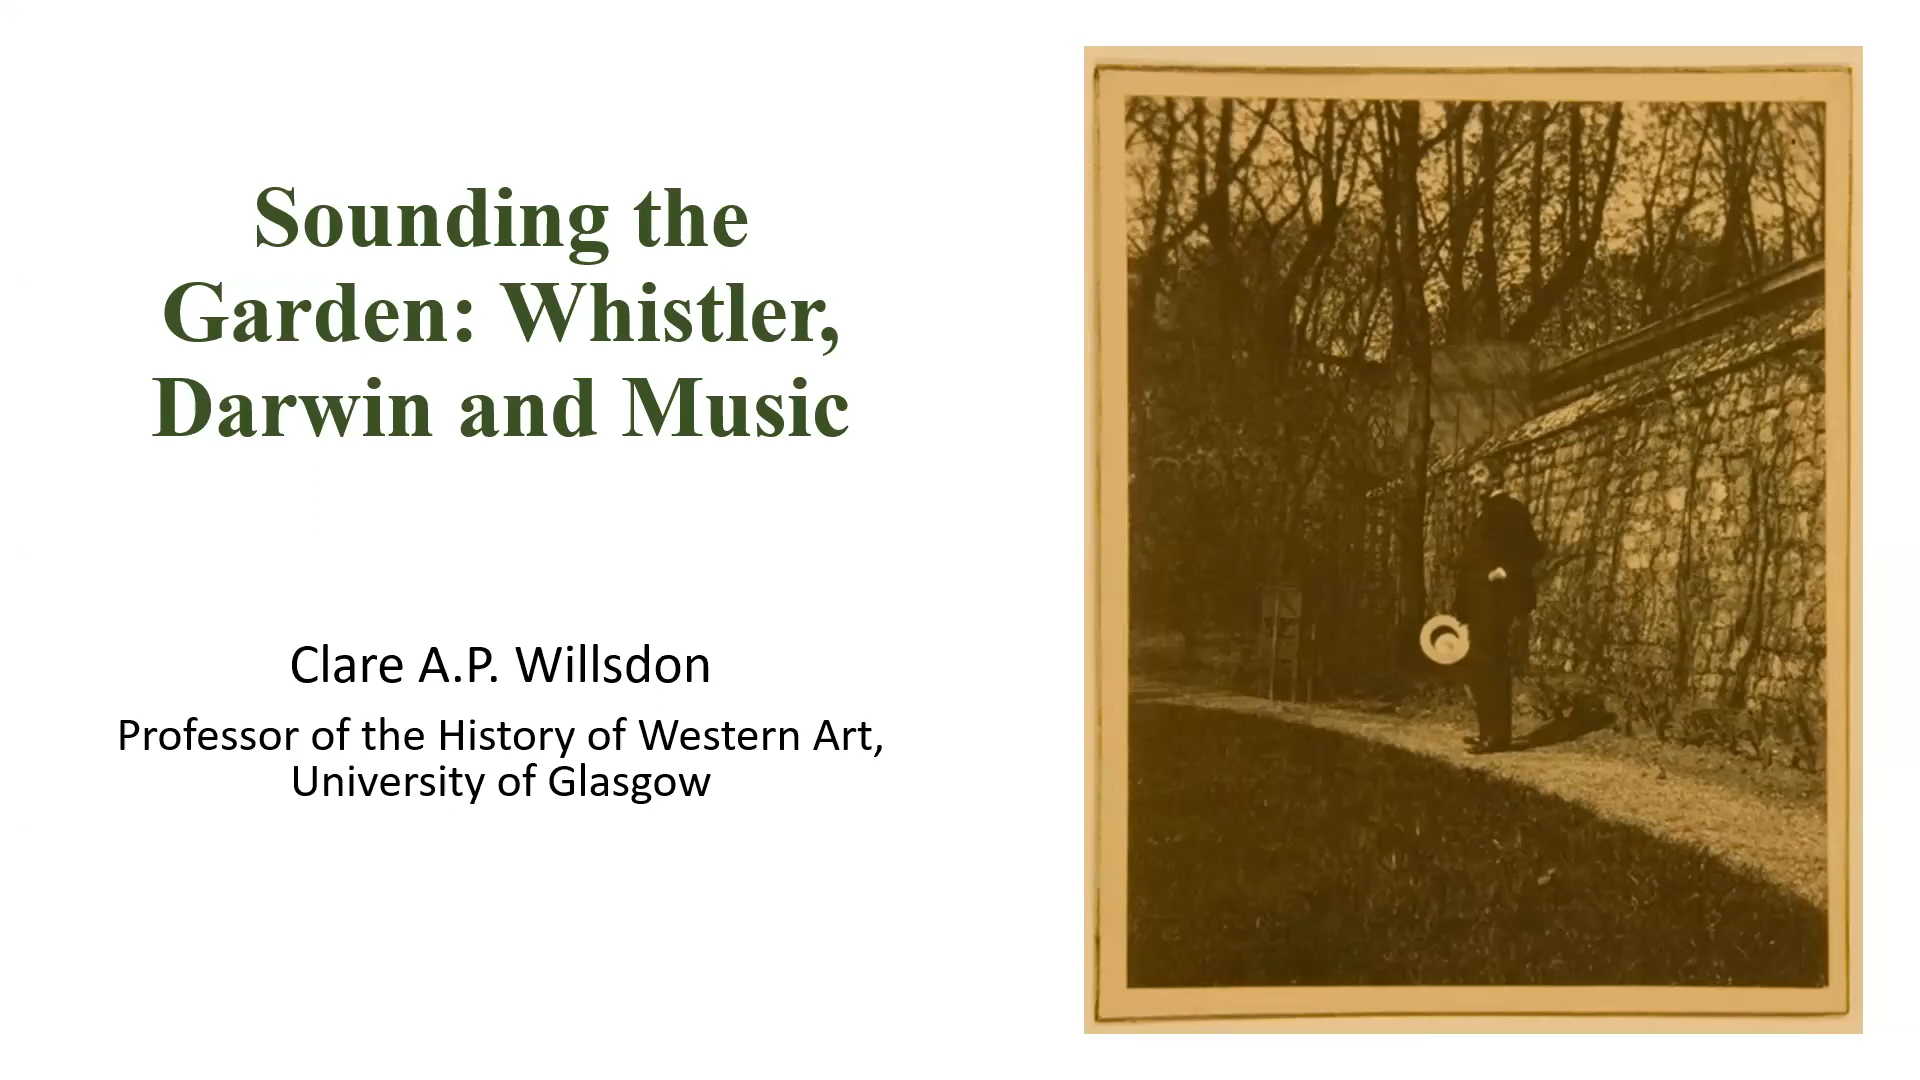 Sounding the
Garden: Whistler,
Darwin and Music
Clare A.P. Willsdon
Professor of the History of Western Art,
University of Glasgow